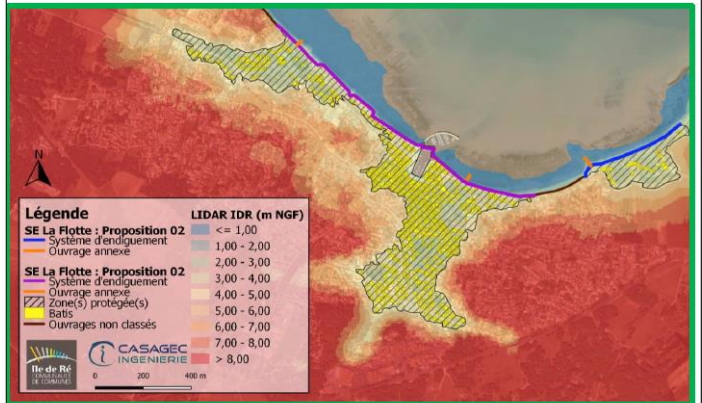 N
Légende
SE La Flotte : Proposition 02
Système d'endiguement
Ouvrage annexe
SE La Flotte : Proposition 02
Système d'endiguement
Ouvrage annexe
Zone(s) protégée(s)
Batis
Ouvrages non classés
LIDAR IDR (m NGF)
<= 1,00
1,00 - 2,00
2,00 - 3,00
3,00 - 4,00
4,00 - 5,00
5,00 - 6,00
6,00 - 7,00
7,00 - 8,00
> 8,00
Ile de Ré
COMMUNAUTÉ
DE COMMUNES
CASAGEC
INGENIERIE
0 200 400 m